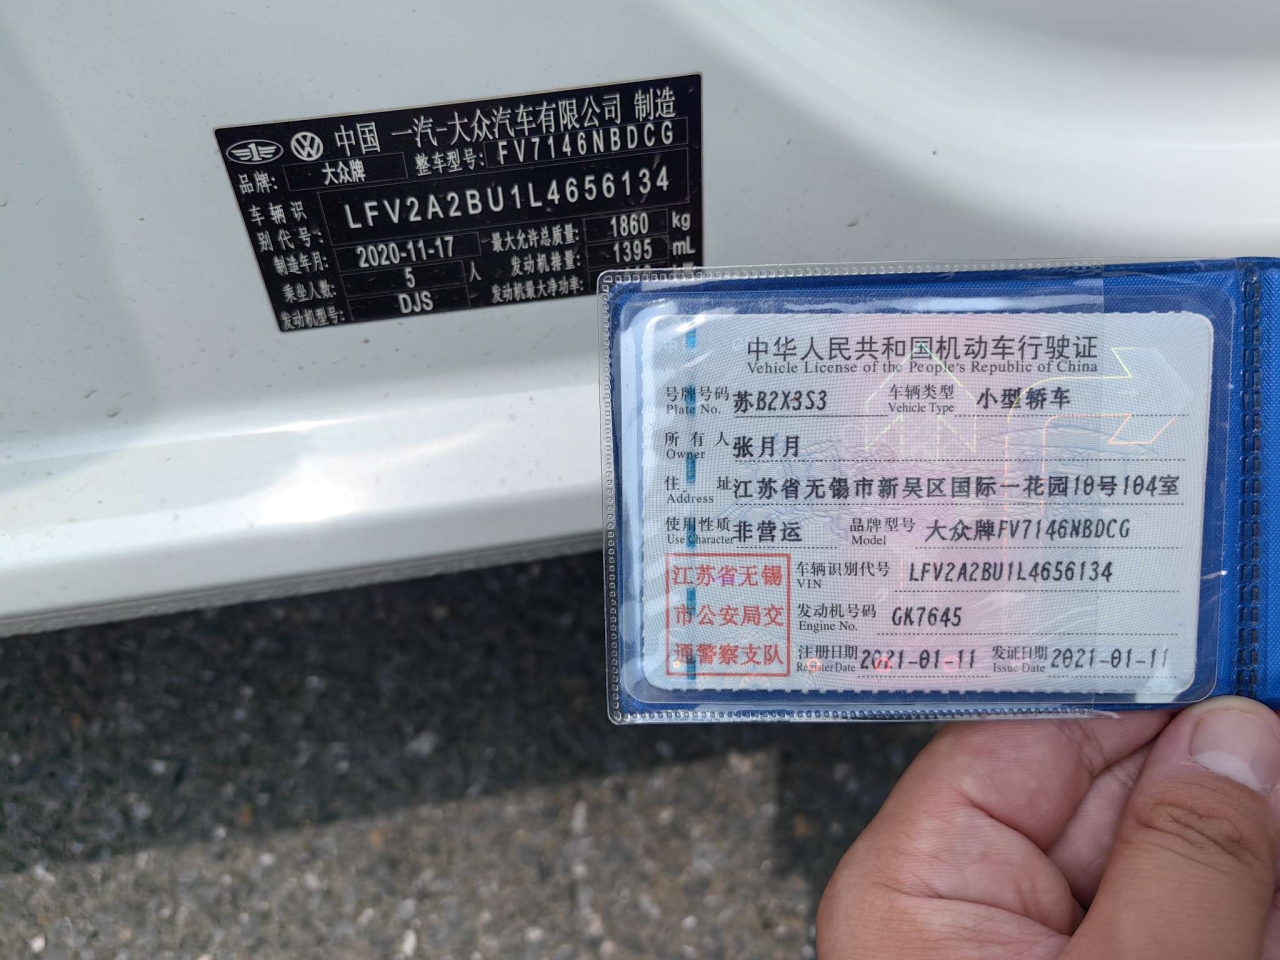 中国 一汽-大众汽车有限公司 制造
品牌: 大众牌 整车型号: FV7146NBDCG
车辆识别代号: LFV2A2BU1L4656134
制造年月: 2020-11-17 最大允许总质量: 1860 kg
乘坐人数: 5 人 发动机排量: 1395 mL
发动机型号: DJS 发动机最大净功率:
中华人民共和国机动车行驶证
Vehicle License of the People's Republic of China
号牌号码 苏B2X3S3 车辆类型 小型轿车
Plate No. Vehicle Type
所有人 张月月
Owner
住 址 江苏省无锡市新吴区国际一花园10号104室
Address
使用性质 非营运 品牌型号 大众牌FV7146NBDCG
Use Character Model
江苏省无锡
市公安局交
通警察支队
车辆识别代号 LFV2A2BU1L4656134
VIN
发动机号码 GK7645
Engine No.
注册日期 2021-01-11 发证日期 2021-01-11
Register Date Issue Date